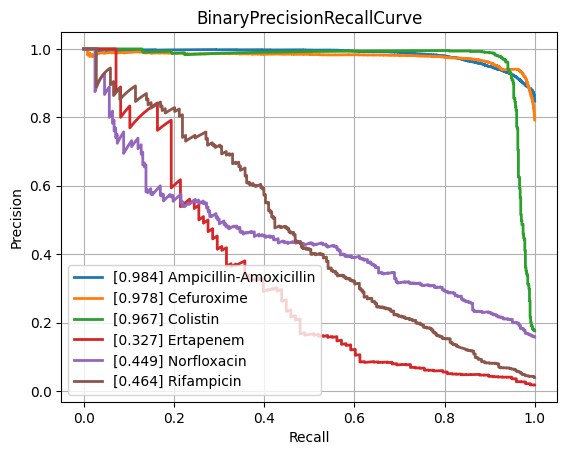 BinaryPrecisionRecallCurve
Precision
1.0
0.8
0.6
0.4
0.2
0.0
[0.984] Ampicillin-Amoxicillin
[0.978] Cefuroxime
[0.967] Colistin
[0.327] Ertapenem
[0.449] Norfloxacin
[0.464] Rifampicin
0.0 0.2 0.4 0.6 0.8 1.0
Recall